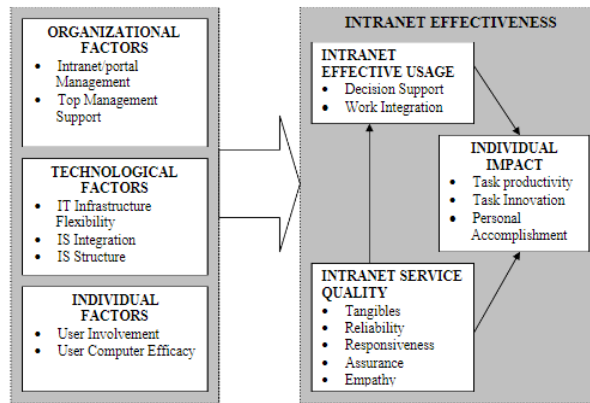 ORGANIZATIONAL
FACTORS
• Intranet/portal
Management
• Top Management
Support
TECHNOLOGICAL
FACTORS
• IT Infrastructure
Flexibility
• IS Integration
• IS Structure
INDIVIDUAL
FACTORS
• User Involvement
• User Computer Efficacy
INTRANET EFFECTIVENESS
INTRANET
EFFECTIVE USAGE
• Decision Support
• Work Integration
INDIVIDUAL
IMPACT
• Task productivity
• Task Innovation
• Personal
Accomplishment
INTRANET SERVICE
QUALITY
• Tangibles
• Reliability
• Responsiveness
• Assurance
• Empathy